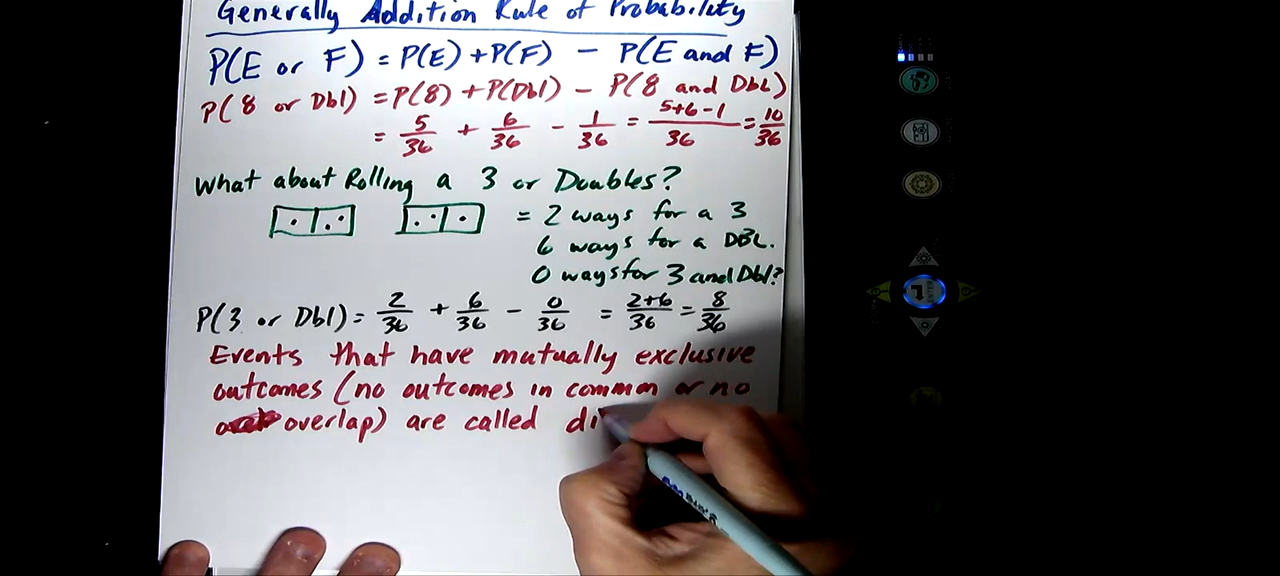 Generally Addition Rule of Probability
P(E or F) = P(E) + P(F) - P(E and F)
P(8 or Dbl) = P(8) + P(Dbl) - P(8 and Dbl)
= 5/36 + 6/36 - 1/36 = 5+6-1/36 = 10/36
What about Rolling a 3 or Doubles?
= 2 ways for a 3
6 ways for a DBL.
0 ways for 3 and Dbl?
P(3 or Dbl) = 2/36 + 6/36 - 0/36 = 2+6/36 = 8/36
Events that have mutually exclusive
outcomes (no outcomes in common or no
overlap) are called di